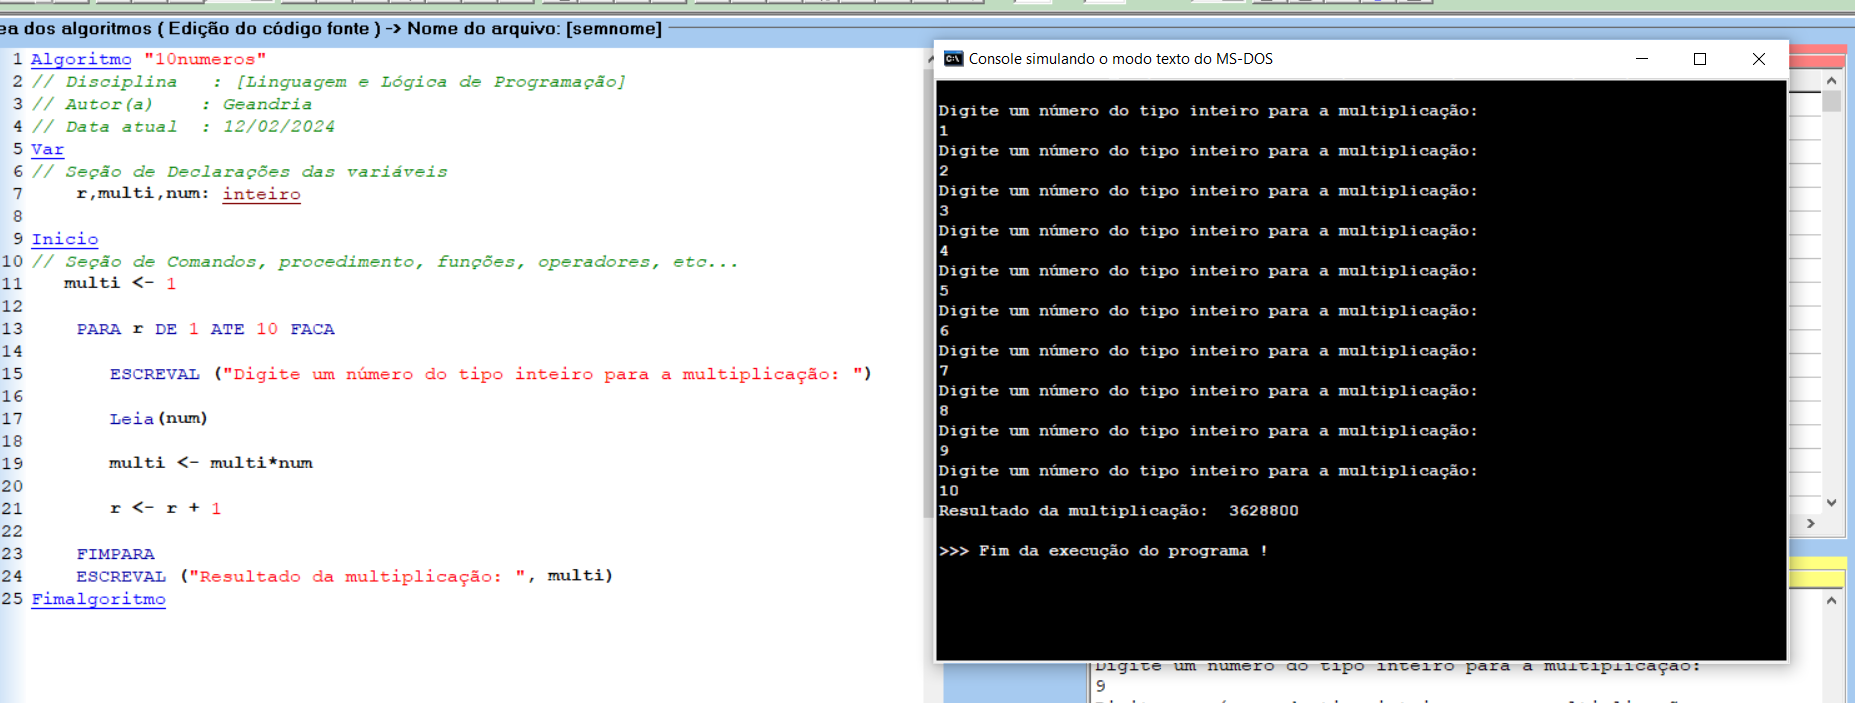 ea dos algoritmos ( Edição do código fonte ) -> Nome do arquivo: [semnome]
1 Algoritmo "10numeros"
2 // Disciplina   : [Linguagem e Lógica de Programação]
3 // Autor(a)    : Geandria
4 // Data atual  : 12/02/2024
5 Var
6 // Seção de Declarações das variáveis
7    r,multi,num: inteiro
8
9 Inicio
10 // Seção de Comandos, procedimento, funções, operadores, etc...
11   multi <- 1
12
13    PARA r DE 1 ATE 10 FACA
14
15       ESCREVAL ("Digite um número do tipo inteiro para a multiplicação: ")
16
17       Leia(num)
18
19       multi <- multi*num
20
21       r <- r + 1
22
23    FIMPARA
24    ESCREVAL ("Resultado da multiplicação: ", multi)
25 Fimalgoritmo
Console simulando o modo texto do MS-DOS
Digite um número do tipo inteiro para a multiplicação:
1
Digite um número do tipo inteiro para a multiplicação:
2
Digite um número do tipo inteiro para a multiplicação:
3
Digite um número do tipo inteiro para a multiplicação:
4
Digite um número do tipo inteiro para a multiplicação:
5
Digite um número do tipo inteiro para a multiplicação:
6
Digite um número do tipo inteiro para a multiplicação:
7
Digite um número do tipo inteiro para a multiplicação:
8
Digite um número do tipo inteiro para a multiplicação:
9
Digite um número do tipo inteiro para a multiplicação:
10
Resultado da multiplicação:  3628800
>>> Fim da execução do programa !
Digite um número do tipo inteiro para a multiplicação:
9